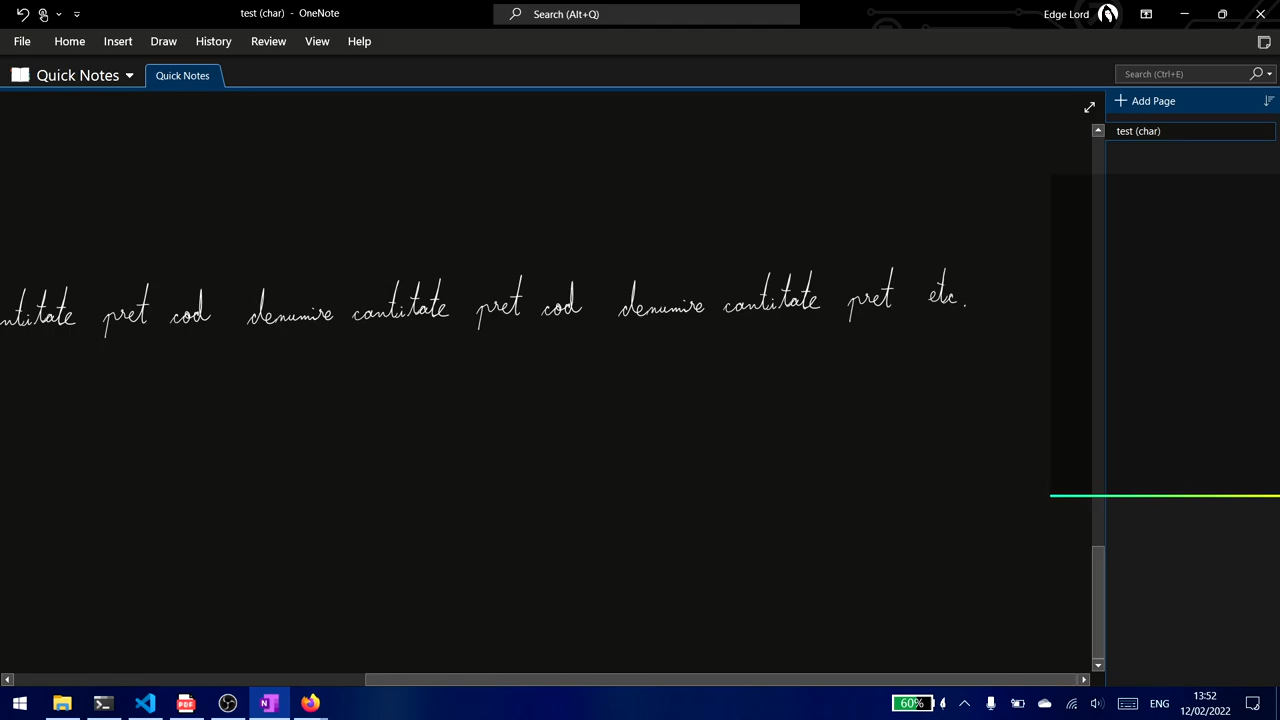 test (char) - OneNote
Search (Alt+Q)
Edge Lord
File Home Insert Draw History Review View Help
Quick Notes
Quick Notes
Search (Ctrl+E)
Add Page
test (char)
ntitate pret cod denumire cantitate pret cod denumire cantitate pret etc.
60%
ENG
13:52
12/02/2022